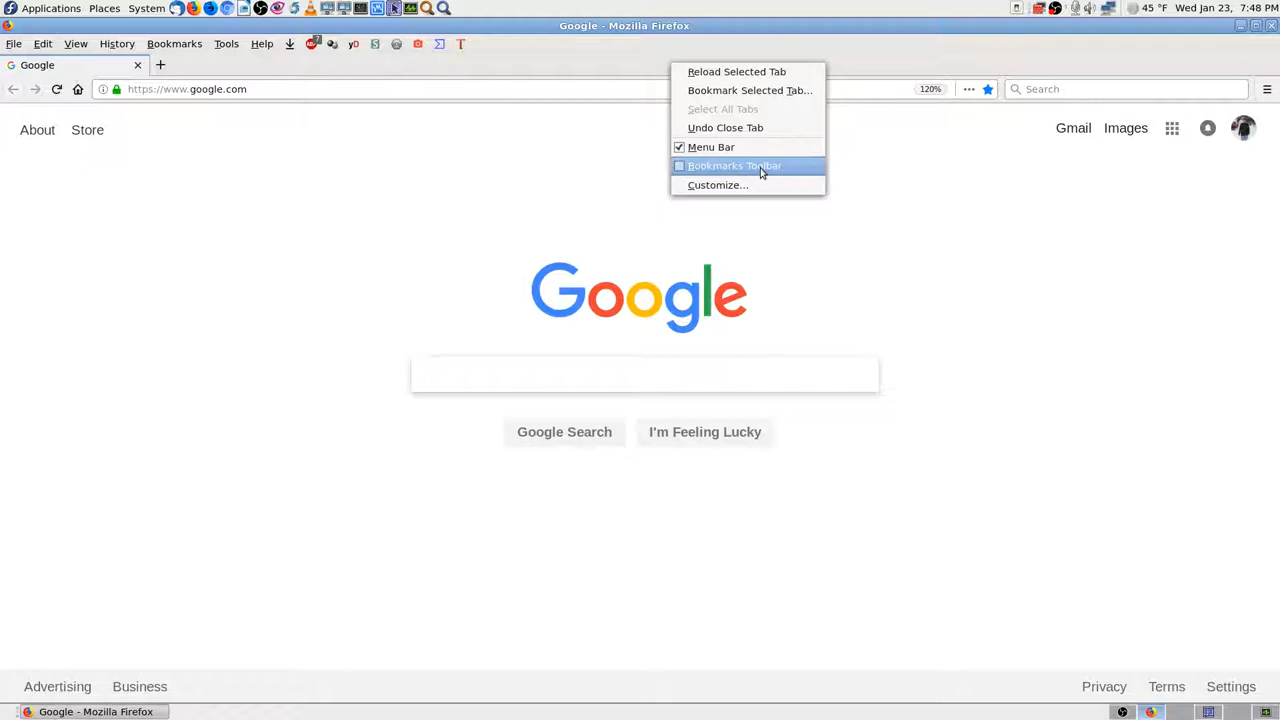 Applications Places System 45 °F Wed Jan 23, 7:48 PM
Google - Mozilla Firefox
File Edit View History Bookmarks Tools Help 7 yD S T
Google
https://www.google.com 120% Search
Reload Selected Tab
Bookmark Selected Tab...
Select All Tabs
Undo Close Tab
Menu Bar
Bookmarks Toolbar
Customize...
About Store Gmail Images
Google
Google Search I'm Feeling Lucky
Advertising Business Privacy Terms Settings
Google - Mozilla Firefox